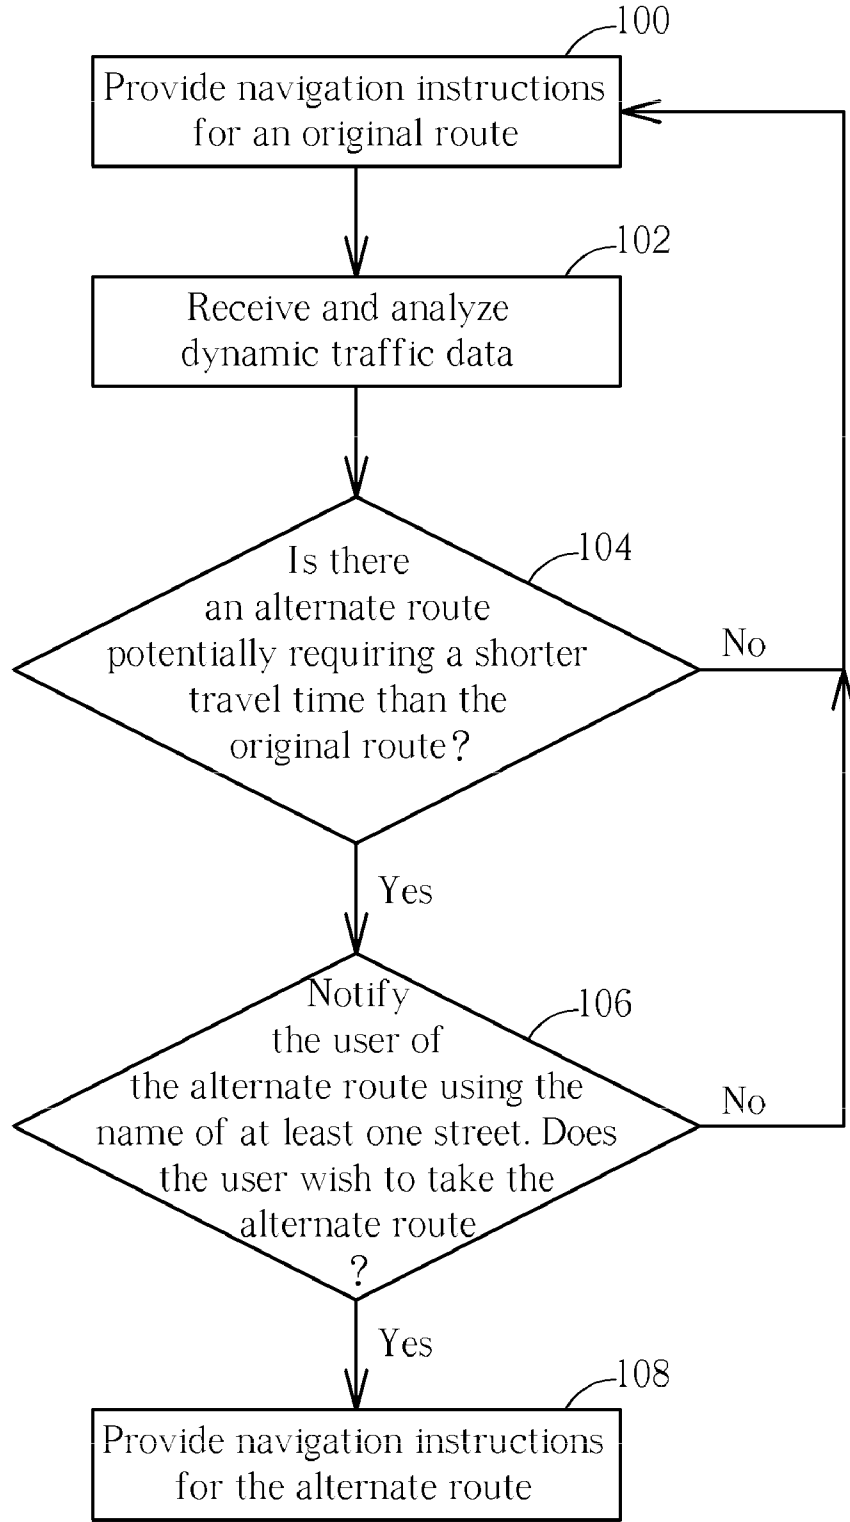 100
Provide navigation instructions
for an original route
102
Receive and analyze
dynamic traffic data
104
Is there
an alternate route
potentially requiring a shorter
travel time than the
original route?
No
Yes
106
Notify
the user of
the alternate route using the
name of at least one street. Does
the user wish to take the
alternate route
?
No
Yes
108
Provide navigation instructions
for the alternate route